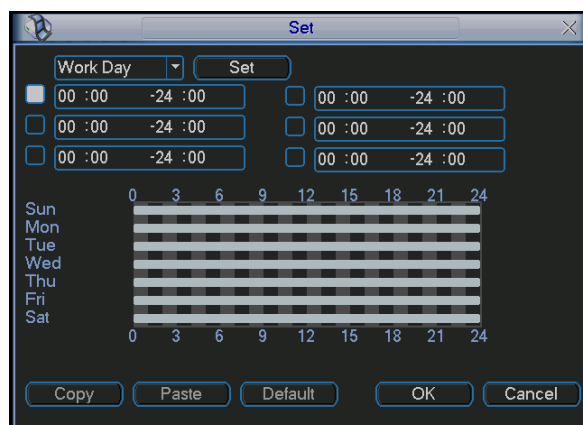 Set
Work Day Set
00 :00 -24 :00 00 :00 -24 :00
00 :00 -24 :00 00 :00 -24 :00
00 :00 -24 :00 00 :00 -24 :00
0 3 6 9 12 15 18 21 24
Sun
Mon
Tue
Wed
Thu
Fri
Sat
0 3 6 9 12 15 18 21 24
Copy Paste Default OK Cancel